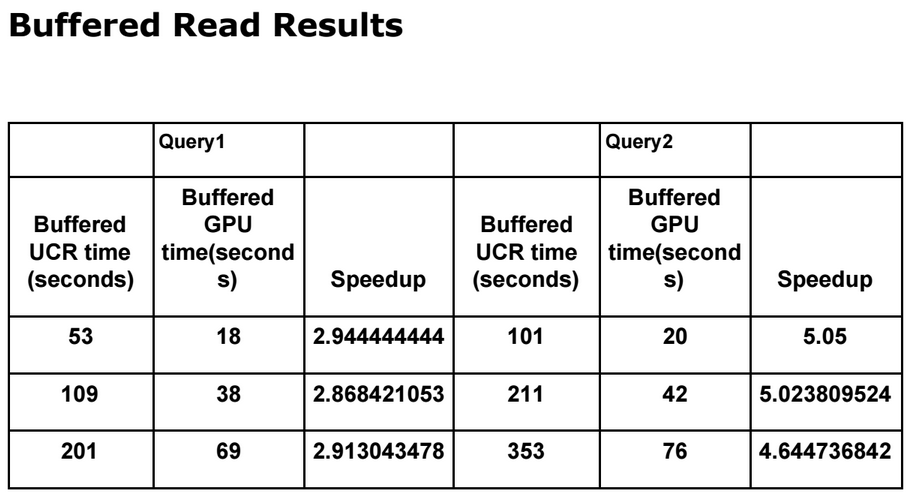 Buffered Read Results
Query1 Query2
Buffered UCR time (seconds) Buffered GPU time(seconds) Speedup Buffered UCR time (seconds) Buffered GPU time(seconds) Speedup
53 18 2.944444444 101 20 5.05
109 38 2.868421053 211 42 5.023809524
201 69 2.913043478 353 76 4.644736842